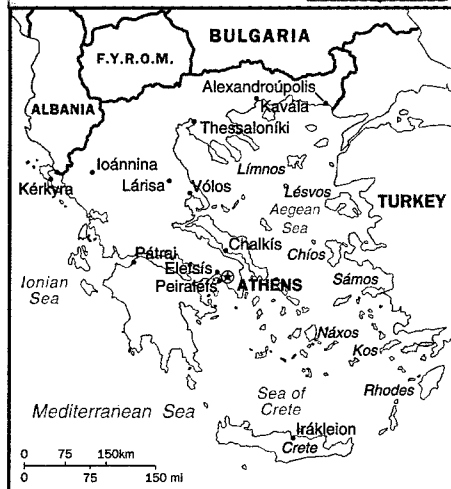 BULGARIA
F.Y.R.O.M.
Alexandroúpolis
Kavála
ALBANIA
Thessaloníki
Ioánnina
Límnos
Kérkyra
Lárisa
Vólos
Lésvos
TURKEY
Aegean
Sea
Chalkís
Pátrai
Chíos
Elefsís
Ionian
Sea
Peiraiéfs
ATHENS
Sámos
Náxos
Kos
Sea of
Crete
Rhodes
Mediterranean Sea
Irákleion
Crete
0 75 150km
0 75 150 mi